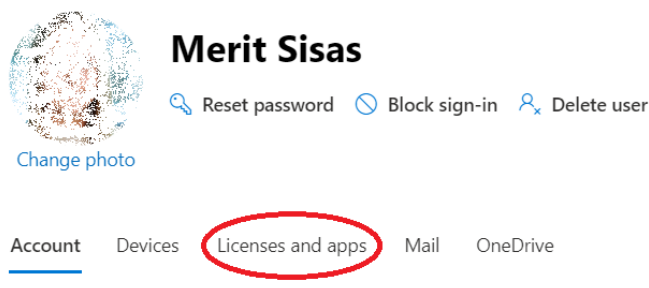 Merit Sisas
Reset password Block sign-in Delete user
Change photo
Account Devices Licenses and apps Mail OneDrive